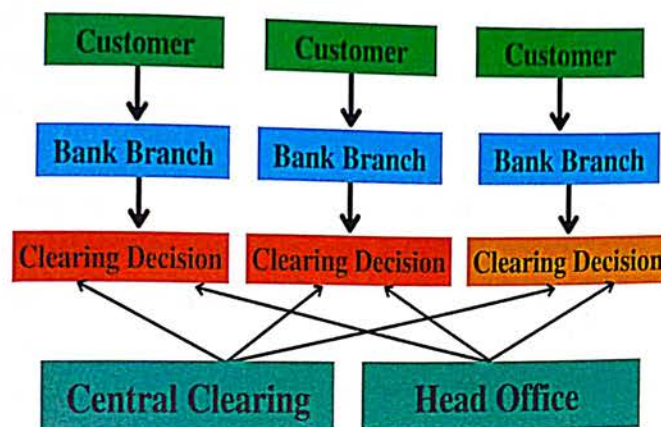 Customer
Customer
Customer
Bank Branch
Bank Branch
Bank Branch
Clearing Decision
Clearing Decision
Clearing Decision
Central Clearing
Head Office